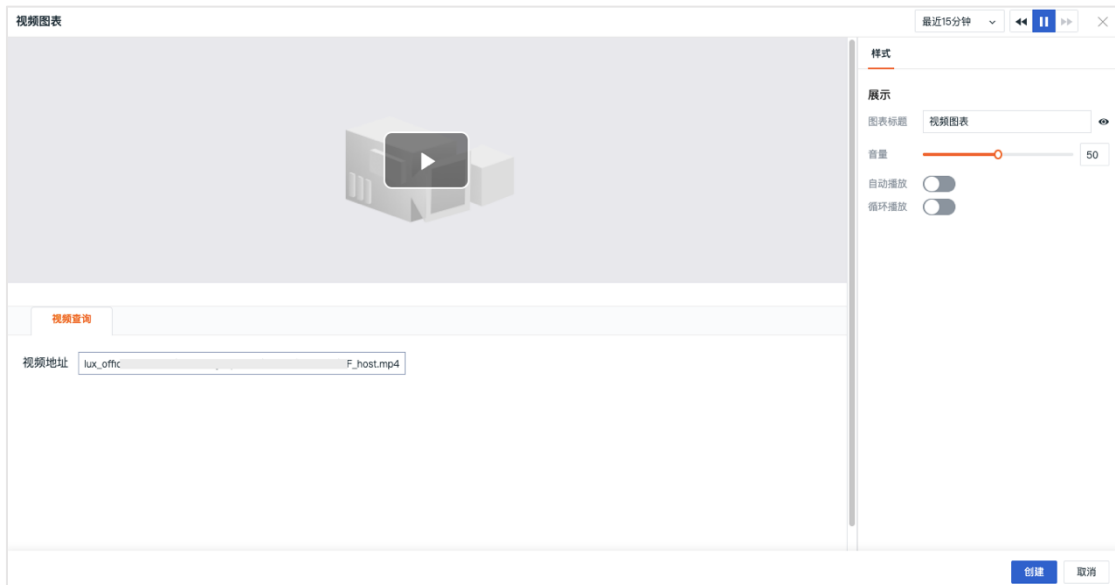 视频图表
最近15分钟
样式
展示
图表标题 视频图表
音量 50
自动播放
循环播放
视频查询
视频地址 lux_offic F_host.mp4
创建 取消